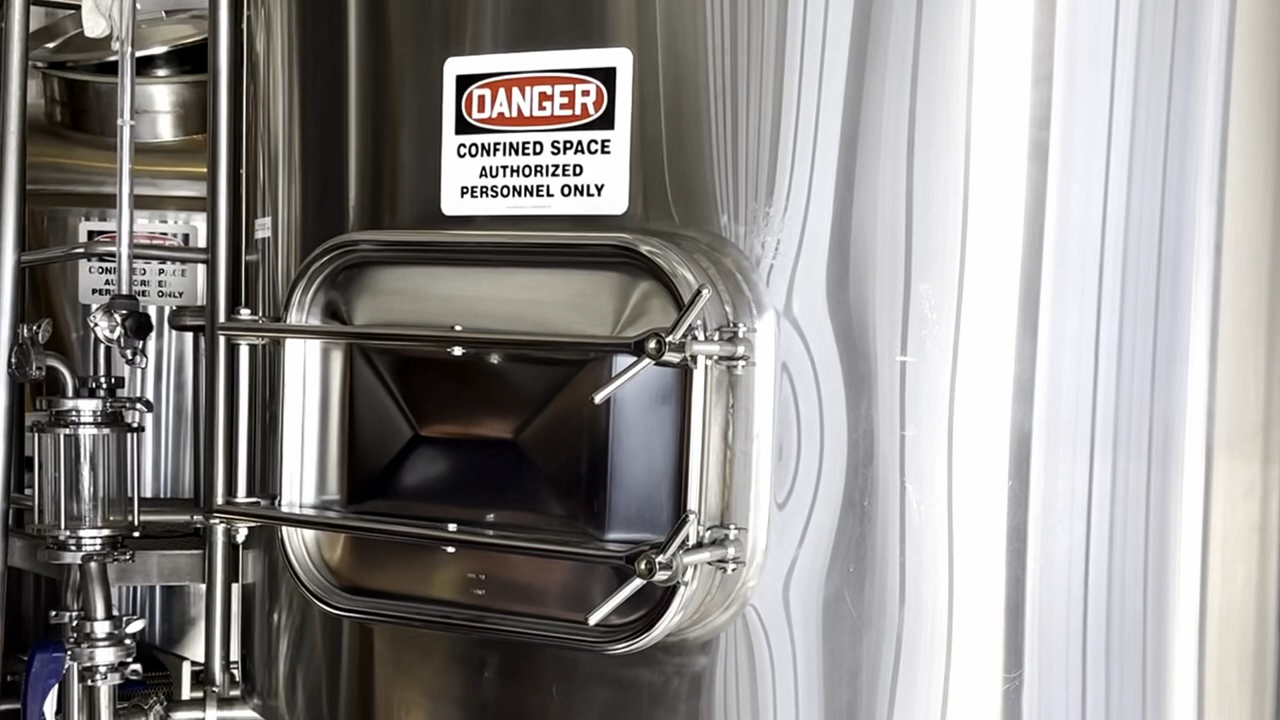 DANGER
CONFINED SPACE
AUTHORIZED
PERSONNEL ONLY
CONFINED SPACE
AUTHORIZED
PERSONNEL ONLY